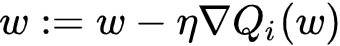 w := w − η∇Q_i(w)